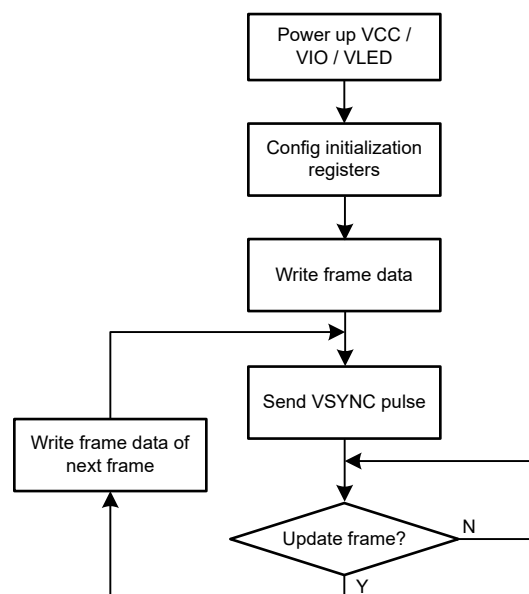 Power up VCC /
VIO / VLED
Config initialization
registers
Write frame data
Send VSYNC pulse
Write frame data of
next frame
Update frame?
N
Y